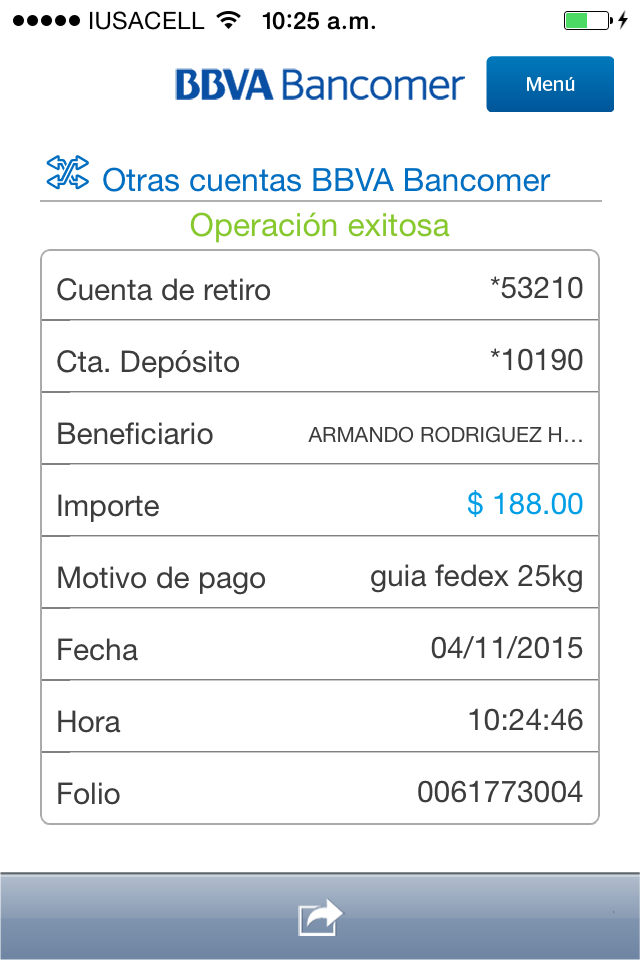 IUSACELL 10:25 a.m.
BBVA Bancomer Menú
Otras cuentas BBVA Bancomer
Operación exitosa
Cuenta de retiro *53210
Cta. Depósito *10190
Beneficiario ARMANDO RODRIGUEZ H...
Importe $ 188.00
Motivo de pago guia fedex 25kg
Fecha 04/11/2015
Hora 10:24:46
Folio 0061773004